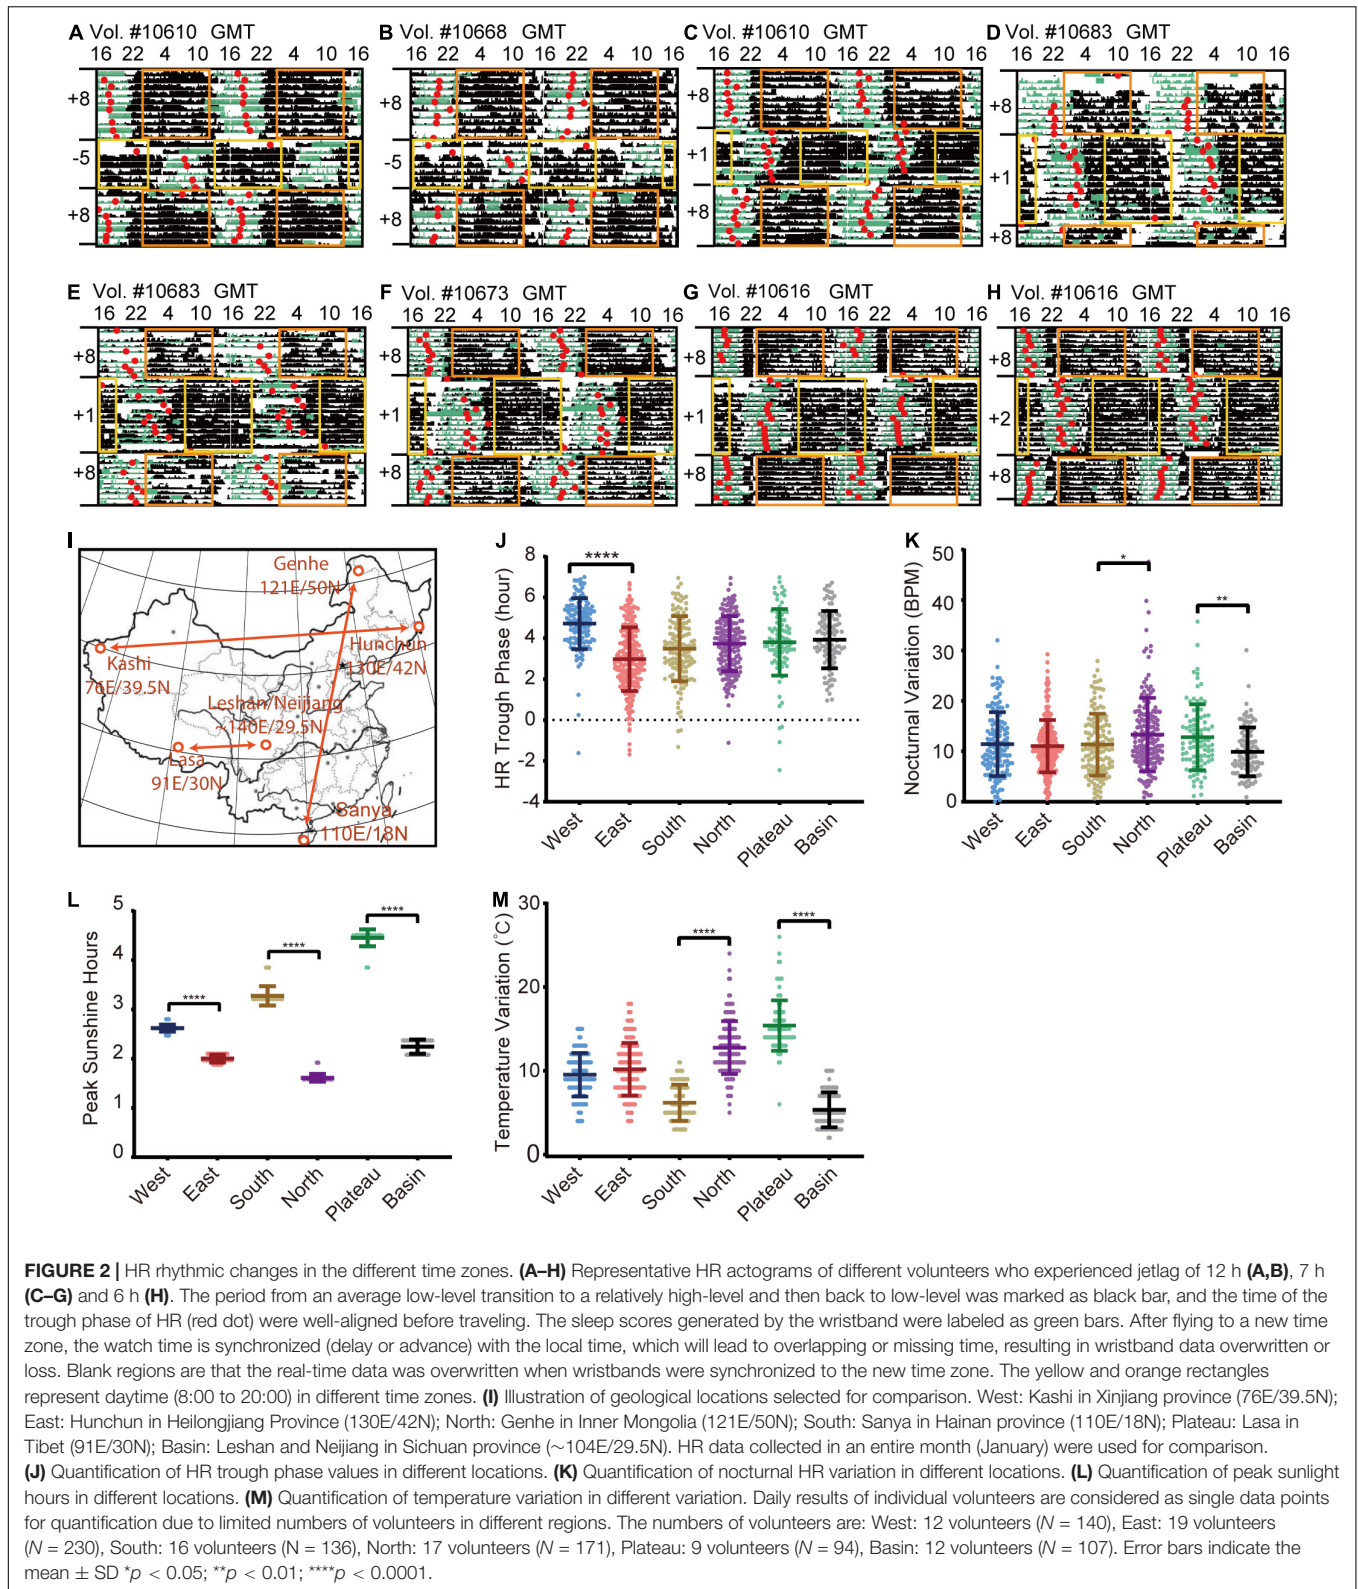 A Vol. #10610 GMT
16 22 4 10 16 22 4 10 16
+8
-5
+8
B Vol. #10668 GMT
16 22 4 10 16 22 4 10 16
+8
-5
+8
C Vol. #10610 GMT
16 22 4 10 16 22 4 10 16
+8
+1
+8
D Vol. #10683 GMT
16 22 4 10 16 22 4 10 16
+8
+1
+8
E Vol. #10683 GMT
16 22 4 10 16 22 4 10 16
+8
+1
+8
F Vol. #10673 GMT
16 22 4 10 16 22 4 10 16
+8
+1
+8
G Vol. #10616 GMT
16 22 4 10 16 22 4 10 16
+8
+1
+8
H Vol. #10616 GMT
16 22 4 10 16 22 4 10 16
+8
+2
+8
I
Genhe
121E/50N
Hunchun
130E/42N
Kashi
76E/39.5N
Leshan/Neijiang
~140E/29.5N
Lasa
91E/30N
Sanya
110E/18N
J
HR Trough Phase (hour)
8
6
4
2
0
-2
-4
****
West East South North Plateau Basin
K
Nocturnal Variation (BPM)
50
40
30
20
10
0
*
**
West East South North Plateau Basin
L
Peak Sunshine Hours
5
4
3
2
1
0
****
****
****
West East South North Plateau Basin
M
Temperature Variation (°C)
30
20
10
0
****
****
West East South North Plateau Basin
FIGURE 2 | HR rhythmic changes in the different time zones. (A–H) Representative HR actograms of different volunteers who experienced jetlag of 12 h (A,B), 7 h
(C–G) and 6 h (H). The period from an average low-level transition to a relatively high-level and then back to low-level was marked as black bar, and the time of the
trough phase of HR (red dot) were well-aligned before traveling. The sleep scores generated by the wristband were labeled as green bars. After flying to a new time
zone, the watch time is synchronized (delay or advance) with the local time, which will lead to overlapping or missing time, resulting in wristband data overwritten or
loss. Blank regions are that the real-time data was overwritten when wristbands were synchronized to the new time zone. The yellow and orange rectangles
represent daytime (8:00 to 20:00) in different time zones. (I) Illustration of geological locations selected for comparison. West: Kashi in Xinjiang province (76E/39.5N);
East: Hunchun in Heilongjiang Province (130E/42N); North: Genhe in Inner Mongolia (121E/50N); South: Sanya in Hainan province (110E/18N); Plateau: Lasa in
Tibet (91E/30N); Basin: Leshan and Neijiang in Sichuan province (∼104E/29.5N). HR data collected in an entire month (January) were used for comparison.
(J) Quantification of HR trough phase values in different locations. (K) Quantification of nocturnal HR variation in different locations. (L) Quantification of peak sunlight
hours in different locations. (M) Quantification of temperature variation in different variation. Daily results of individual volunteers are considered as single data points
for quantification due to limited numbers of volunteers in different regions. The numbers of volunteers are: West: 12 volunteers (N = 140), East: 19 volunteers
(N = 230), South: 16 volunteers (N = 136), North: 17 volunteers (N = 171), Plateau: 9 volunteers (N = 94), Basin: 12 volunteers (N = 107). Error bars indicate the
mean ± SD *p < 0.05; **p < 0.01; ****p < 0.0001.